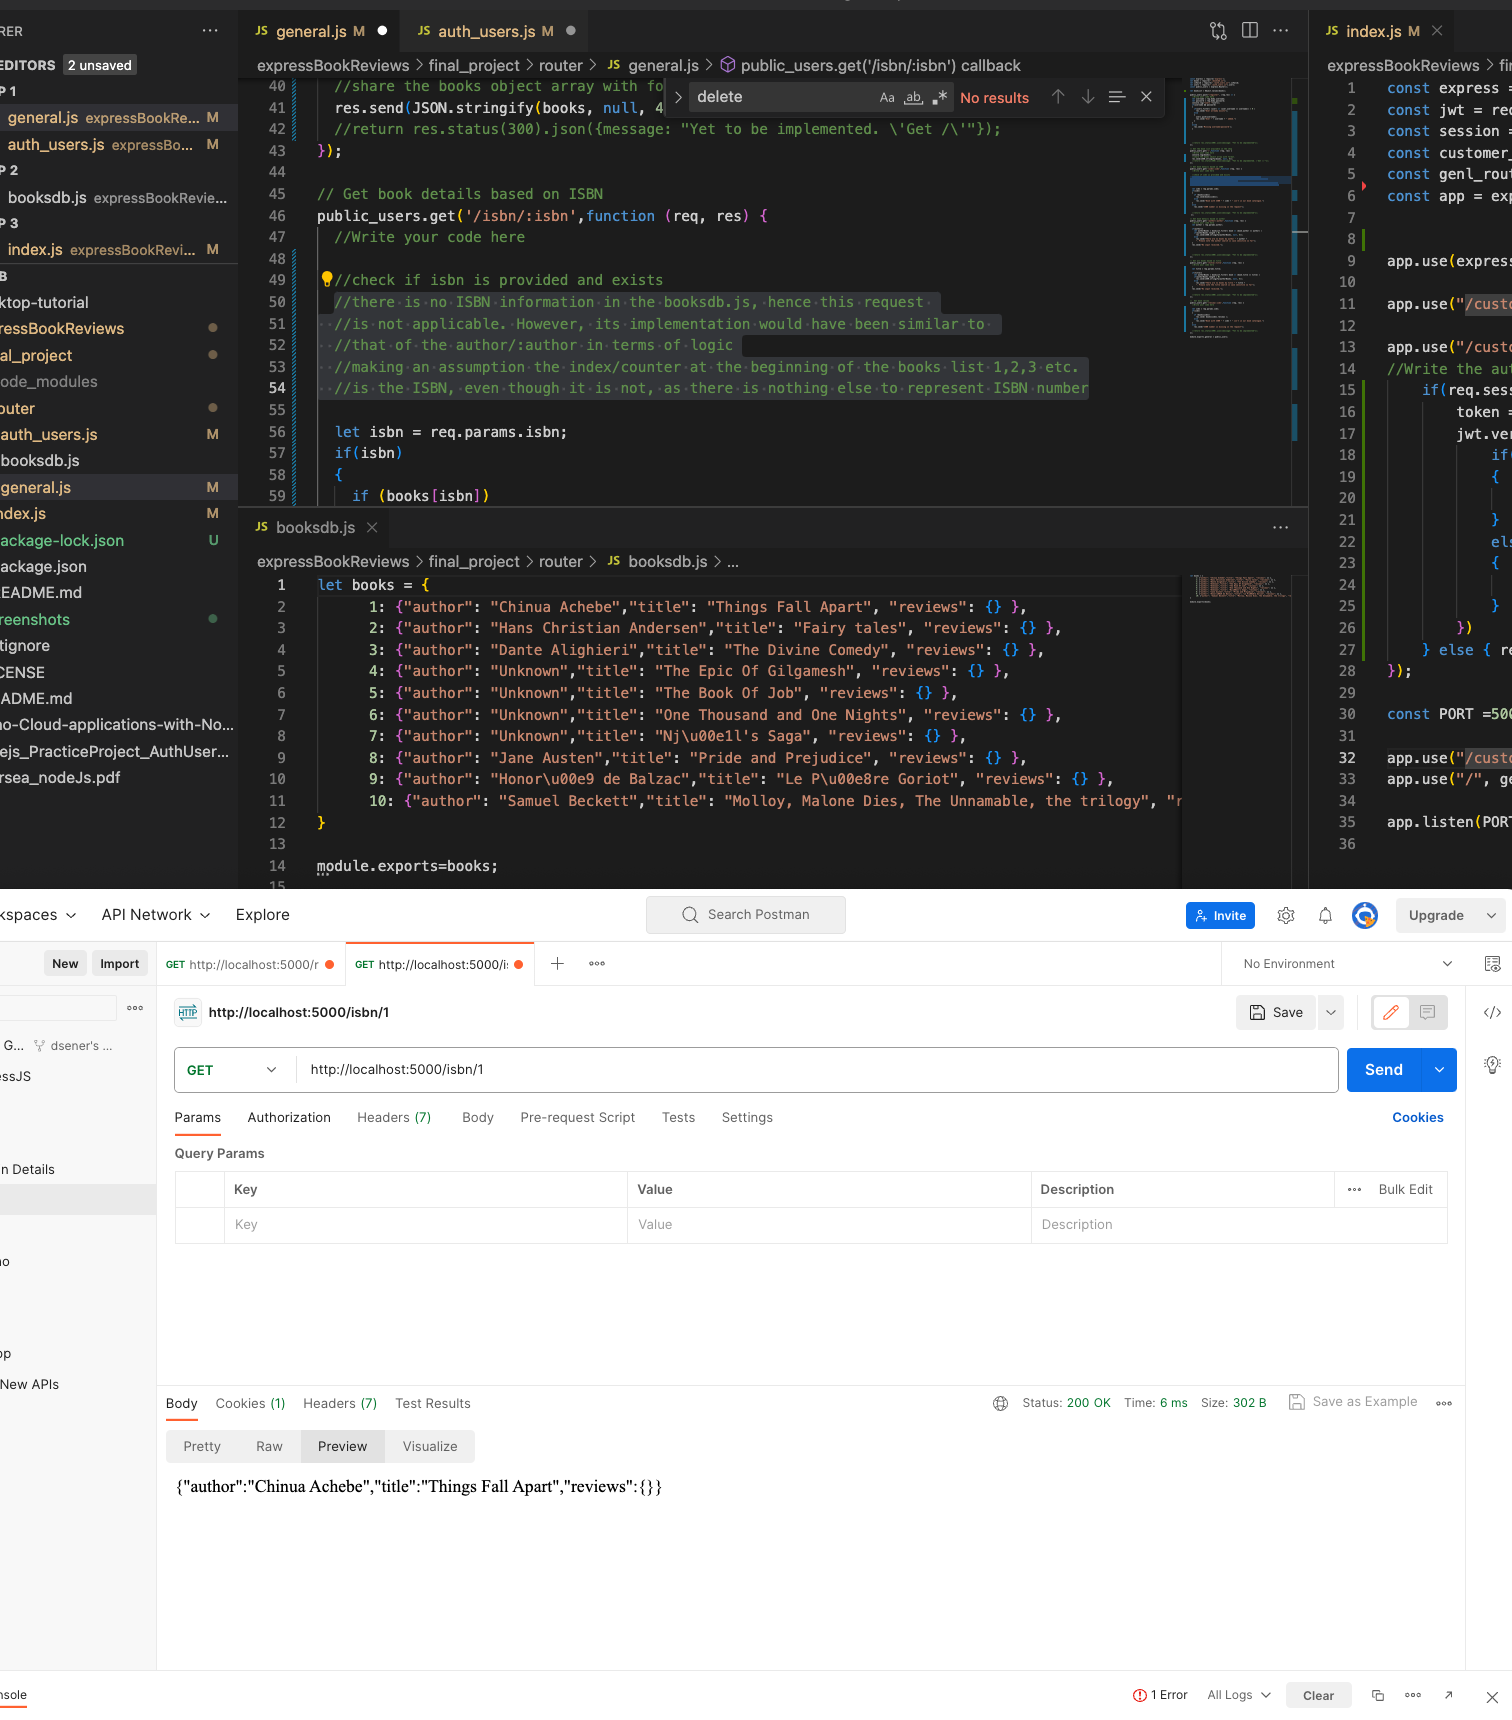 RER
general.js M
auth_users.js M
index.js M
EDITORS 2 unsaved
P 1
general.js expressBookRe... M
auth_users.js expressBo... M
P 2
booksdb.js expressBookRevie...
P 3
index.js expressBookRevi... M
B
ktop-tutorial
ressBookReviews
al_project
ode_modules
outer
auth_users.js M
booksdb.js
general.js M
ndex.js M
ackage-lock.json U
ackage.json
EADME.md
reenshots
tignore
CENSE
ADME.md
no-Cloud-applications-with-No...
ejs_PracticeProject_AuthUser...
rsea_nodeJs.pdf
expressBookReviews > final_project > router > JS general.js > public_users.get('/isbn/:isbn') callback
delete Aa ab .* No results
40 //share the books object array with fo
41 res.send(JSON.stringify(books, null, 4
42 //return res.status(300).json({message: "Yet to be implemented. \'Get /\'"});
43 });
44
45 // Get book details based on ISBN
46 public_users.get('/isbn/:isbn',function (req, res) {
47 //Write your code here
48
49 //check if isbn is provided and exists
50 //there is no ISBN information in the booksdb.js, hence this request
51 //is not applicable. However, its implementation would have been similar to
52 //that of the author/:author in terms of logic
53 //making an assumption the index/counter at the beginning of the books list 1,2,3 etc.
54 //is the ISBN, even though it is not, as there is nothing else to represent ISBN number
55
56 let isbn = req.params.isbn;
57 if(isbn)
58 {
59 if (books[isbn])
JS booksdb.js
expressBookReviews > final_project > router > JS booksdb.js > ...
1 let books = {
2 1: {"author": "Chinua Achebe","title": "Things Fall Apart", "reviews": {} },
3 2: {"author": "Hans Christian Andersen","title": "Fairy tales", "reviews": {} },
4 3: {"author": "Dante Alighieri","title": "The Divine Comedy", "reviews": {} },
5 4: {"author": "Unknown","title": "The Epic Of Gilgamesh", "reviews": {} },
6 5: {"author": "Unknown","title": "The Book Of Job", "reviews": {} },
7 6: {"author": "Unknown","title": "One Thousand and One Nights", "reviews": {} },
8 7: {"author": "Unknown","title": "Nj\u00e1l's Saga", "reviews": {} },
9 8: {"author": "Jane Austen","title": "Pride and Prejudice", "reviews": {} },
10 9: {"author": "Honor\u00e9 de Balzac","title": "Le P\u00e8re Goriot", "reviews": {} },
11 10: {"author": "Samuel Beckett","title": "Molloy, Malone Dies, The Unnamable, the trilogy", "r
12 }
13
14 module.exports=books;
15
expressBookReviews > fi
1 const express =
2 const jwt = req
3 const session =
4 const customer_
5 const genl_rout
6 const app = exp
7
8
9 app.use(express
10
11 app.use("/custo
12
13 app.use("/custo
14 //Write the aut
15 if(req.sess
16 token =
17 jwt.ver
18 if(
19 {
20
21 }
22 els
23 {
24
25 }
26 })
27 } else { re
28 });
29
30 const PORT =500
31
32 app.use("/custo
33 app.use("/", ge
34
35 app.listen(PORT
36
kspaces API Network Explore
Search Postman
Invite Upgrade
New Import
GET http://localhost:5000/r
GET http://localhost:5000/i
No Environment
G... dsener's ...
essJS
n Details
no
op
New APIs
HTTP http://localhost:5000/isbn/1
Save
GET http://localhost:5000/isbn/1 Send
Params Authorization Headers (7) Body Pre-request Script Tests Settings Cookies
Query Params
Key Value Description Bulk Edit
Key Value Description
Body Cookies (1) Headers (7) Test Results
Status: 200 OK Time: 6 ms Size: 302 B Save as Example
Pretty Raw Preview Visualize
{"author":"Chinua Achebe","title":"Things Fall Apart","reviews":{}}
nsole
1 Error All Logs Clear